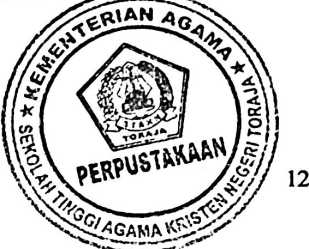 ★ KEMENTERIAN AGAMA ★
SEKOLAH TINGGI AGAMA KRISTEN NEGERI TORAJA
TORAJA
PERPUSTAKAAN
12